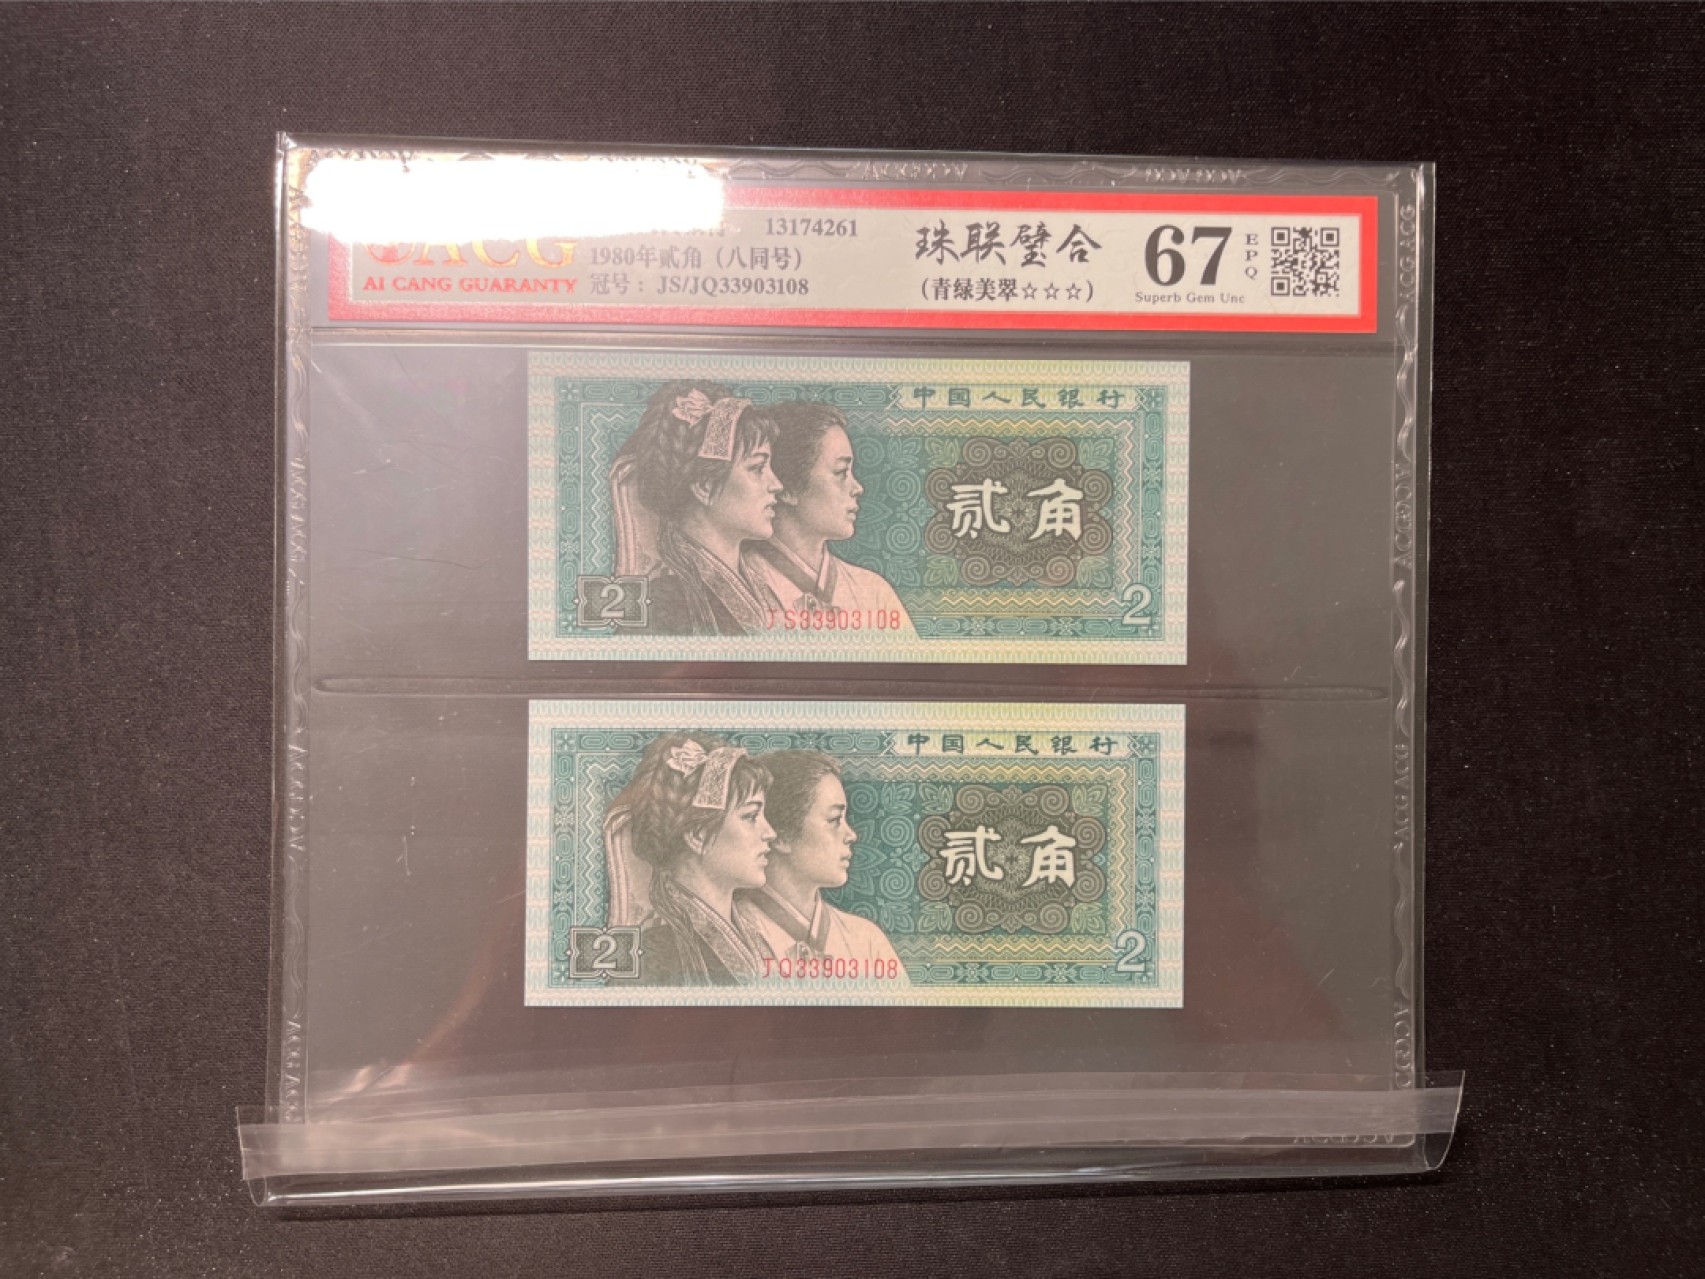 13174261
ACG
AI CANG GUARANTY
1980年贰角（八同号）
冠号：JS/JQ33903108
珠联璧合
(青绿美翠☆☆☆)
67
EPQ
Superb Gem Unc
中国人民银行
贰角
2
2
JS33903108
中国人民银行
贰角
2
2
JQ33903108